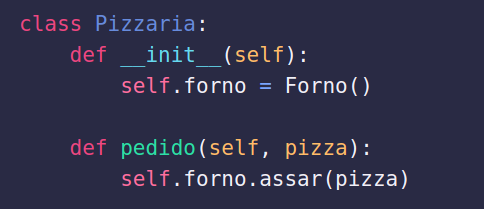 class Pizzaria:
    def __init__(self):
        self.forno = Forno()

    def pedido(self, pizza):
        self.forno.assar(pizza)